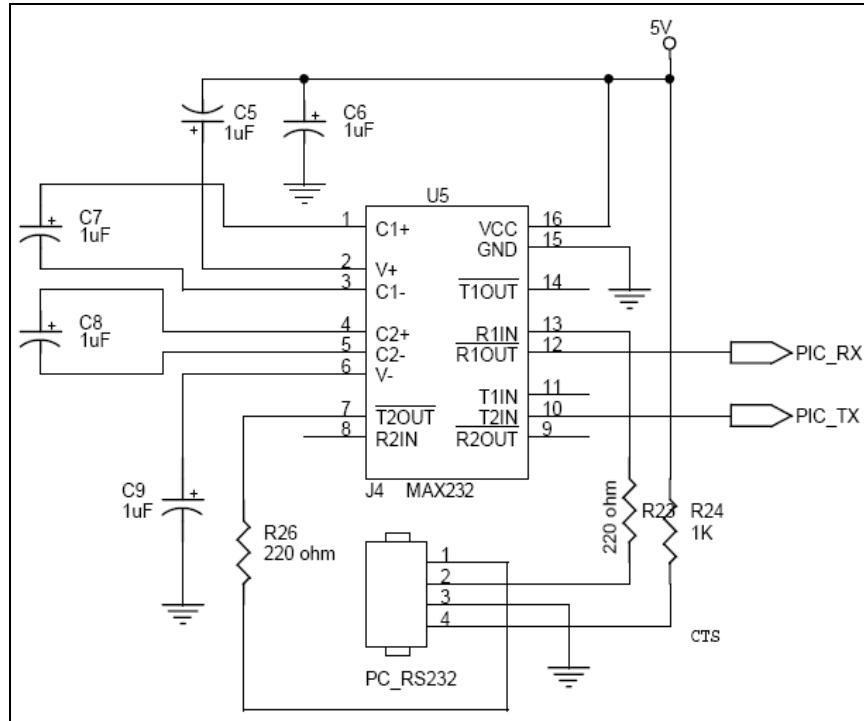 5V
C5
1uF
+
C6
1uF
+
U5
C7
1uF
+
1
C1+
VCC
16
GND
15
2
V+
3
C1-
T1OUT
14
C8
1uF
+
4
C2+
R1IN
13
5
C2-
R1OUT
12
PIC_RX
6
V-
T1IN
11
7
T2OUT
T2IN
10
PIC_TX
8
R2IN
R2OUT
9
C9
1uF
+
J4
MAX232
R26
220 ohm
220 ohm
R23
R24
1K
1
2
3
4
CTS
PC_RS232